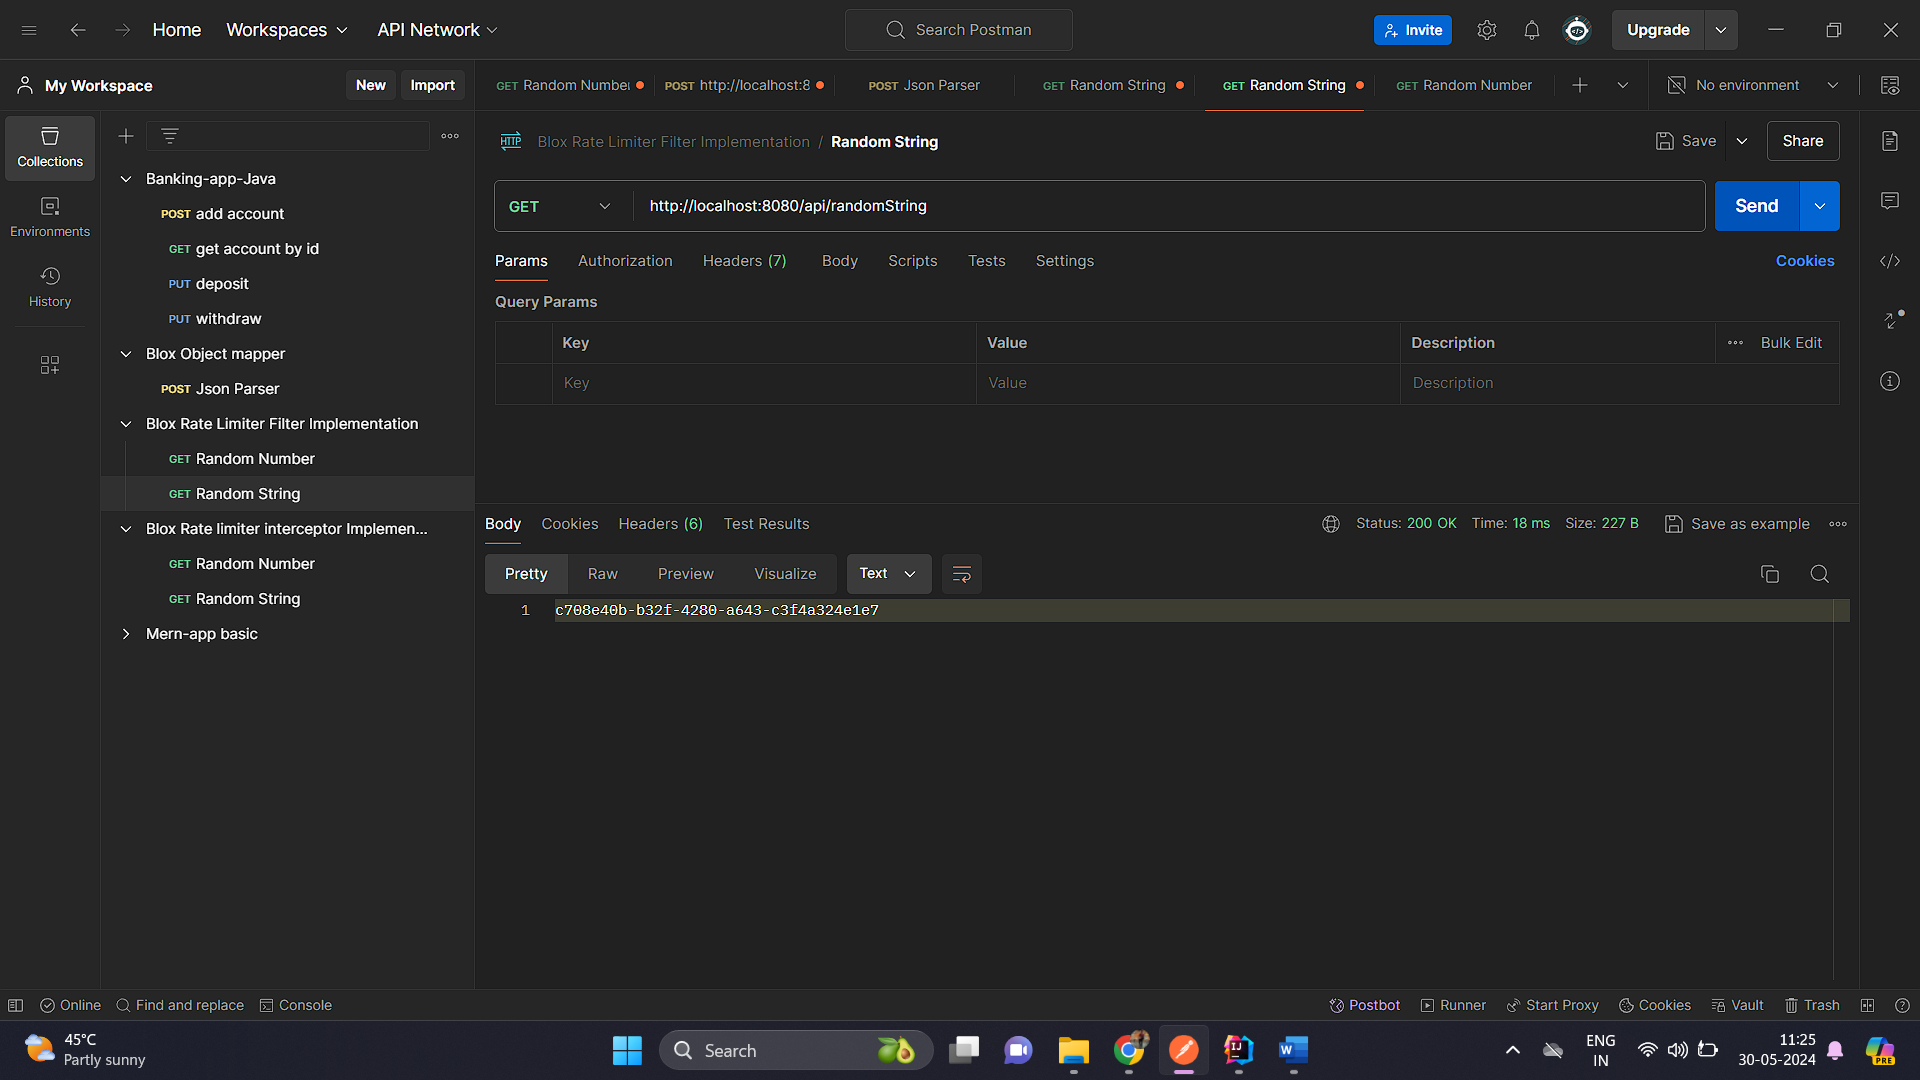 Home Workspaces API Network Search Postman Invite Upgrade
My Workspace New Import GET Random Number POST http://localhost:8 POST Json Parser GET Random String GET Random String GET Random Number No environment
Collections
Environments
History
Banking-app-Java
POST add account
GET get account by id
PUT deposit
PUT withdraw
Blox Object mapper
POST Json Parser
Blox Rate Limiter Filter Implementation
GET Random Number
GET Random String
Blox Rate limiter interceptor Implemen...
GET Random Number
GET Random String
Mern-app basic
HTTP Blox Rate Limiter Filter Implementation / Random String Save Share
GET http://localhost:8080/api/randomString Send
Params Authorization Headers (7) Body Scripts Tests Settings Cookies
Query Params
Key Value Description Bulk Edit
Key Value Description
Body Cookies Headers (6) Test Results Status: 200 OK Time: 18 ms Size: 227 B Save as example
Pretty Raw Preview Visualize Text
1 c708e40b-b32f-4280-a643-c3f4a324e1e7
Online Find and replace Console Postbot Runner Start Proxy Cookies Vault Trash
45°C
Partly sunny
Search
ENG
IN
11:25
30-05-2024
PRE